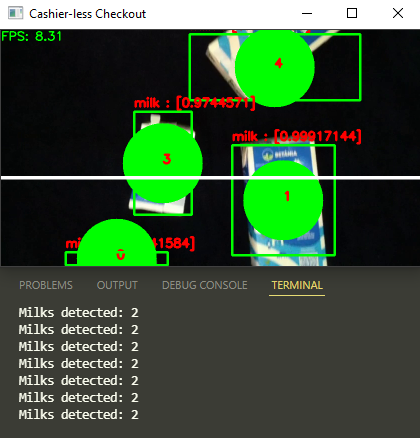 Cashier-less Checkout
FPS: 8.31
4
milk : [0.9744571]
milk : [0.99917144]
3
1
0
PROBLEMS OUTPUT DEBUG CONSOLE TERMINAL
Milks detected: 2
Milks detected: 2
Milks detected: 2
Milks detected: 2
Milks detected: 2
Milks detected: 2
Milks detected: 2